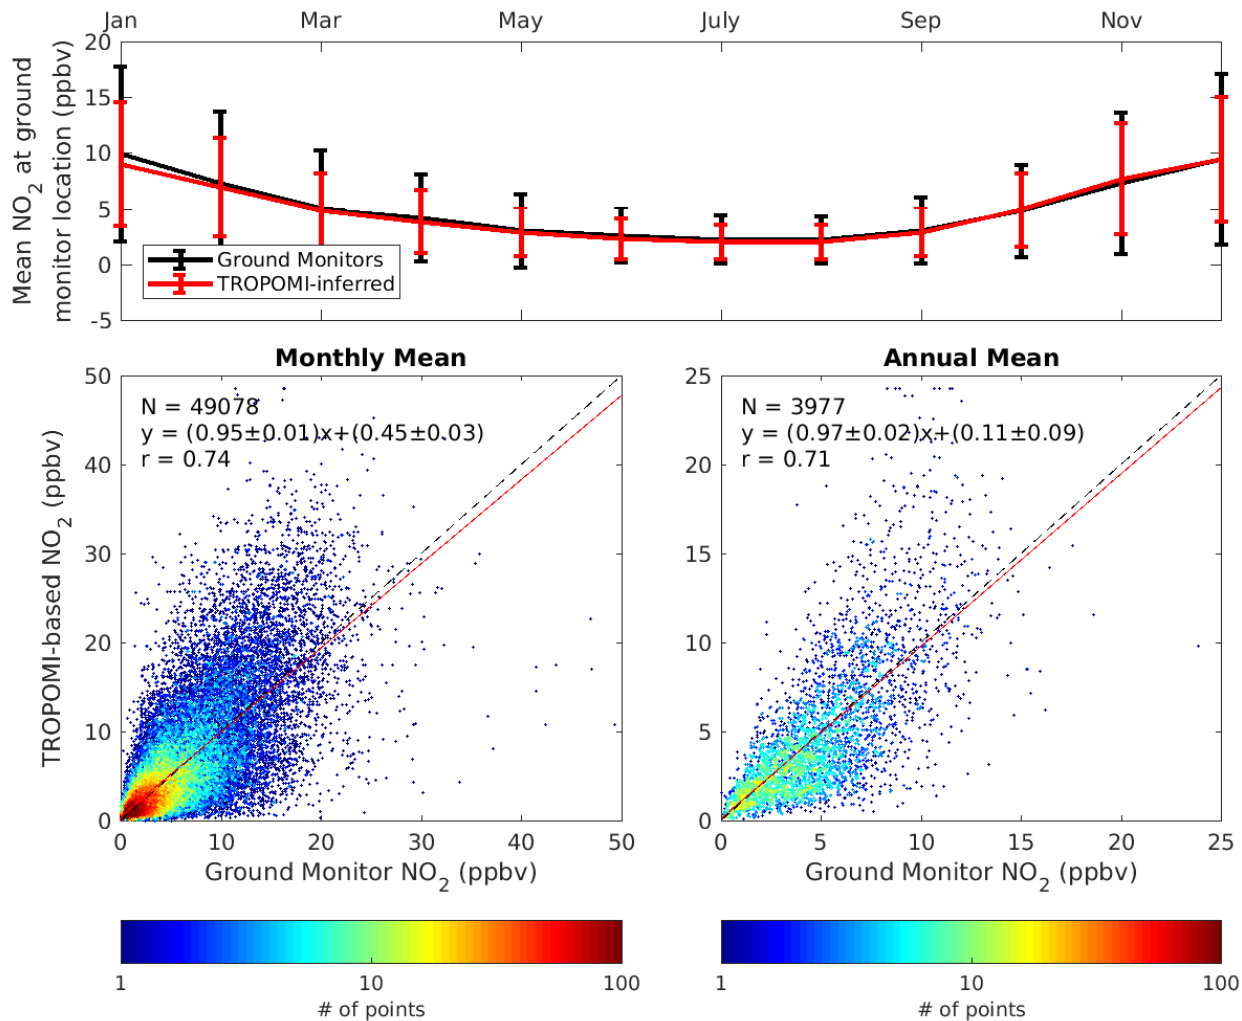 Jan Mar May July Sep Nov
20
15
10
5
0
-5
Mean NO2 at ground
monitor location (ppbv)
Ground Monitors
TROPOMI-inferred
Monthly Mean
N = 49078
y = (0.95±0.01)x+(0.45±0.03)
r = 0.74
50
40
30
20
10
0
TROPOMI-based NO2 (ppbv)
0 10 20 30 40 50
Ground Monitor NO2 (ppbv)
Annual Mean
N = 3977
y = (0.97±0.02)x+(0.11±0.09)
r = 0.71
25
20
15
10
5
0
0 5 10 15 20 25
Ground Monitor NO2 (ppbv)
1 10 100
# of points
1 10 100
# of points